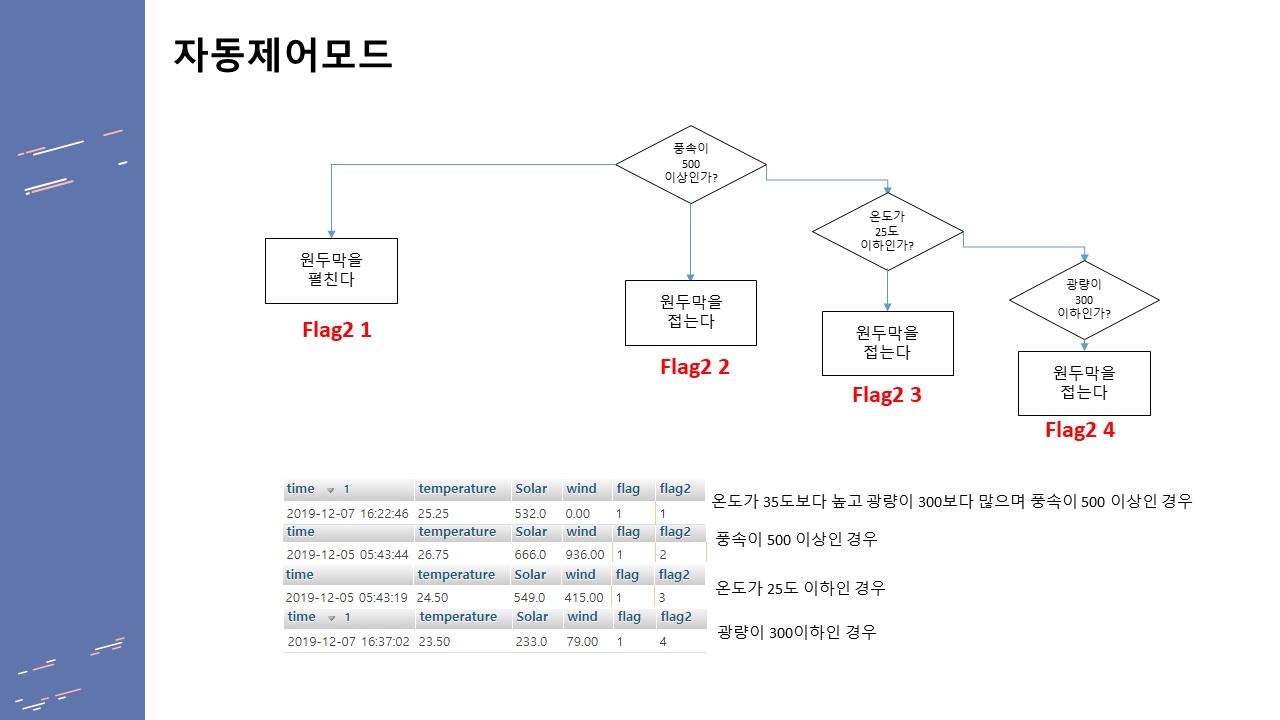 자동제어모드
풍속이
500
이상인가?
온도가
25도
이하인가?
광량이
300
이하인가?
원두막을
펼친다
Flag2 1
원두막을
접는다
Flag2 2
원두막을
접는다
Flag2 3
원두막을
접는다
Flag2 4
time 1 temperature Solar wind flag flag2
2019-12-07 16:22:46 25.25 532.0 0.00 1 1
온도가 35도보다 높고 광량이 300보다 많으며 풍속이 500 이상인 경우
time temperature Solar wind flag flag2
2019-12-05 05:43:44 26.75 666.0 936.00 1 2
풍속이 500 이상인 경우
time temperature Solar wind flag flag2
2019-12-05 05:43:19 24.50 549.0 415.00 1 3
온도가 25도 이하인 경우
time 1 temperature Solar wind flag flag2
2019-12-07 16:37:02 23.50 233.0 79.00 1 4
광량이 300이하인 경우